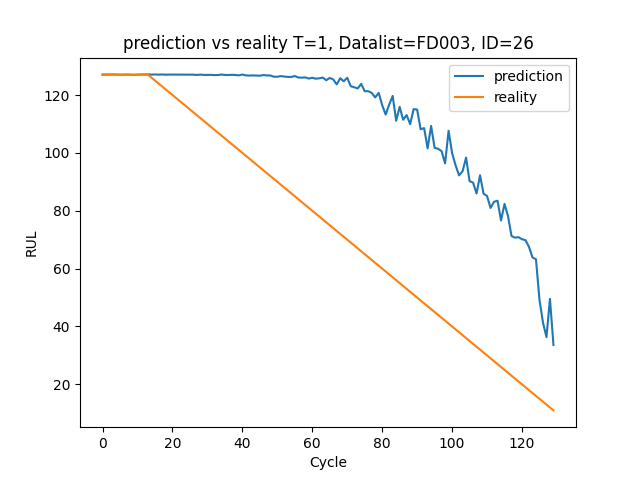 prediction vs reality T=1, Datalist=FD003, ID=26
prediction
reality
RUL
120
100
80
60
40
20
0 20 40 60 80 100 120
Cycle